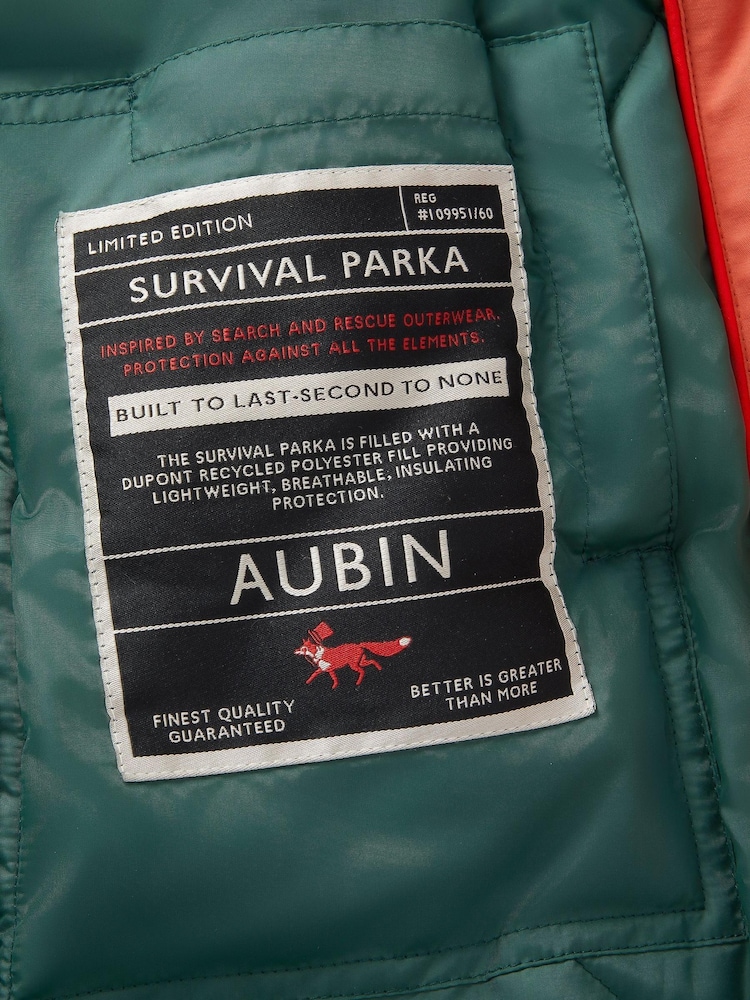 LIMITED EDITION
REG
#109951/60
SURVIVAL PARKA
INSPIRED BY SEARCH AND RESCUE OUTERWEAR.
PROTECTION AGAINST ALL THE ELEMENTS.
BUILT TO LAST-SECOND TO NONE
THE SURVIVAL PARKA IS FILLED WITH A
DUPONT RECYCLED POLYESTER FILL PROVIDING
LIGHTWEIGHT, BREATHABLE, INSULATING
PROTECTION.
AUBIN
FINEST QUALITY
GUARANTEED
BETTER IS GREATER
THAN MORE